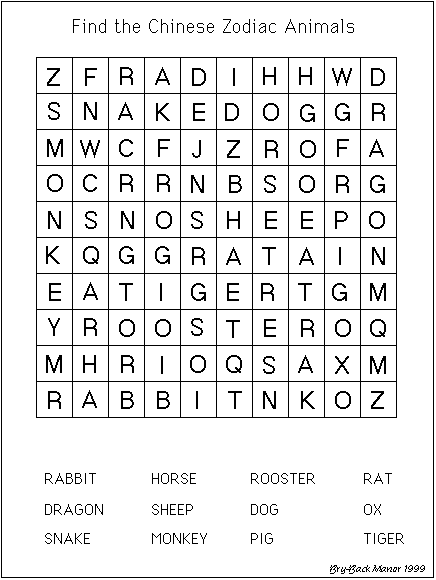 Find the Chinese Zodiac Animals
Z F R A D I H H W D
S N A K E D O G G R
M W C F J Z R O F A
O C R R N B S O R G
N S N O S H E E P O
K Q G G R A T A I N
E A T I G E R T G M
Y R O O S T E R O Q
M H R I O Q S A X M
R A B B I T N K O Z
RABBIT HORSE ROOSTER RAT
DRAGON SHEEP DOG OX
SNAKE MONKEY PIG TIGER
Bry-Back Manor 1999